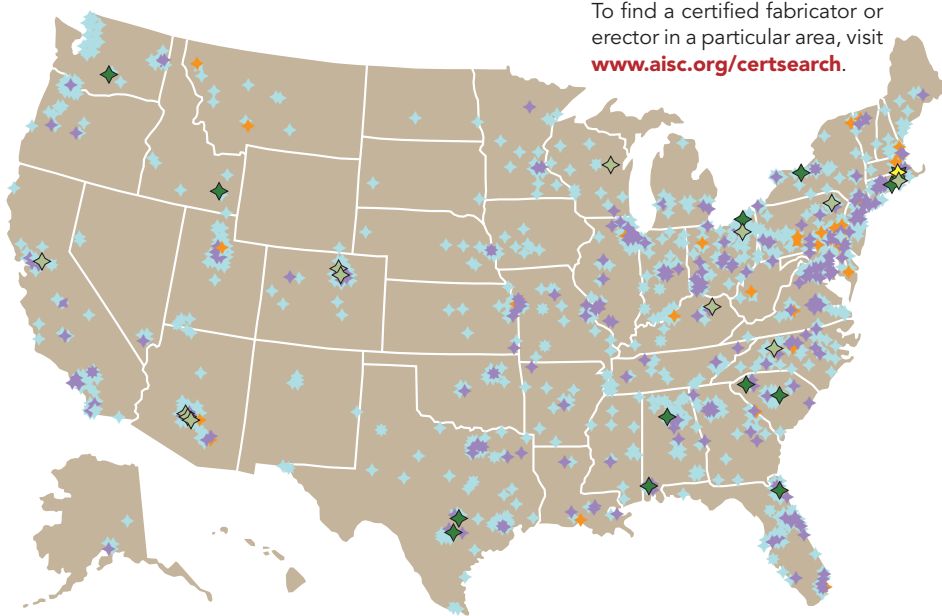 To find a certified fabricator or
erector in a particular area, visit
www.aisc.org/certsearch.